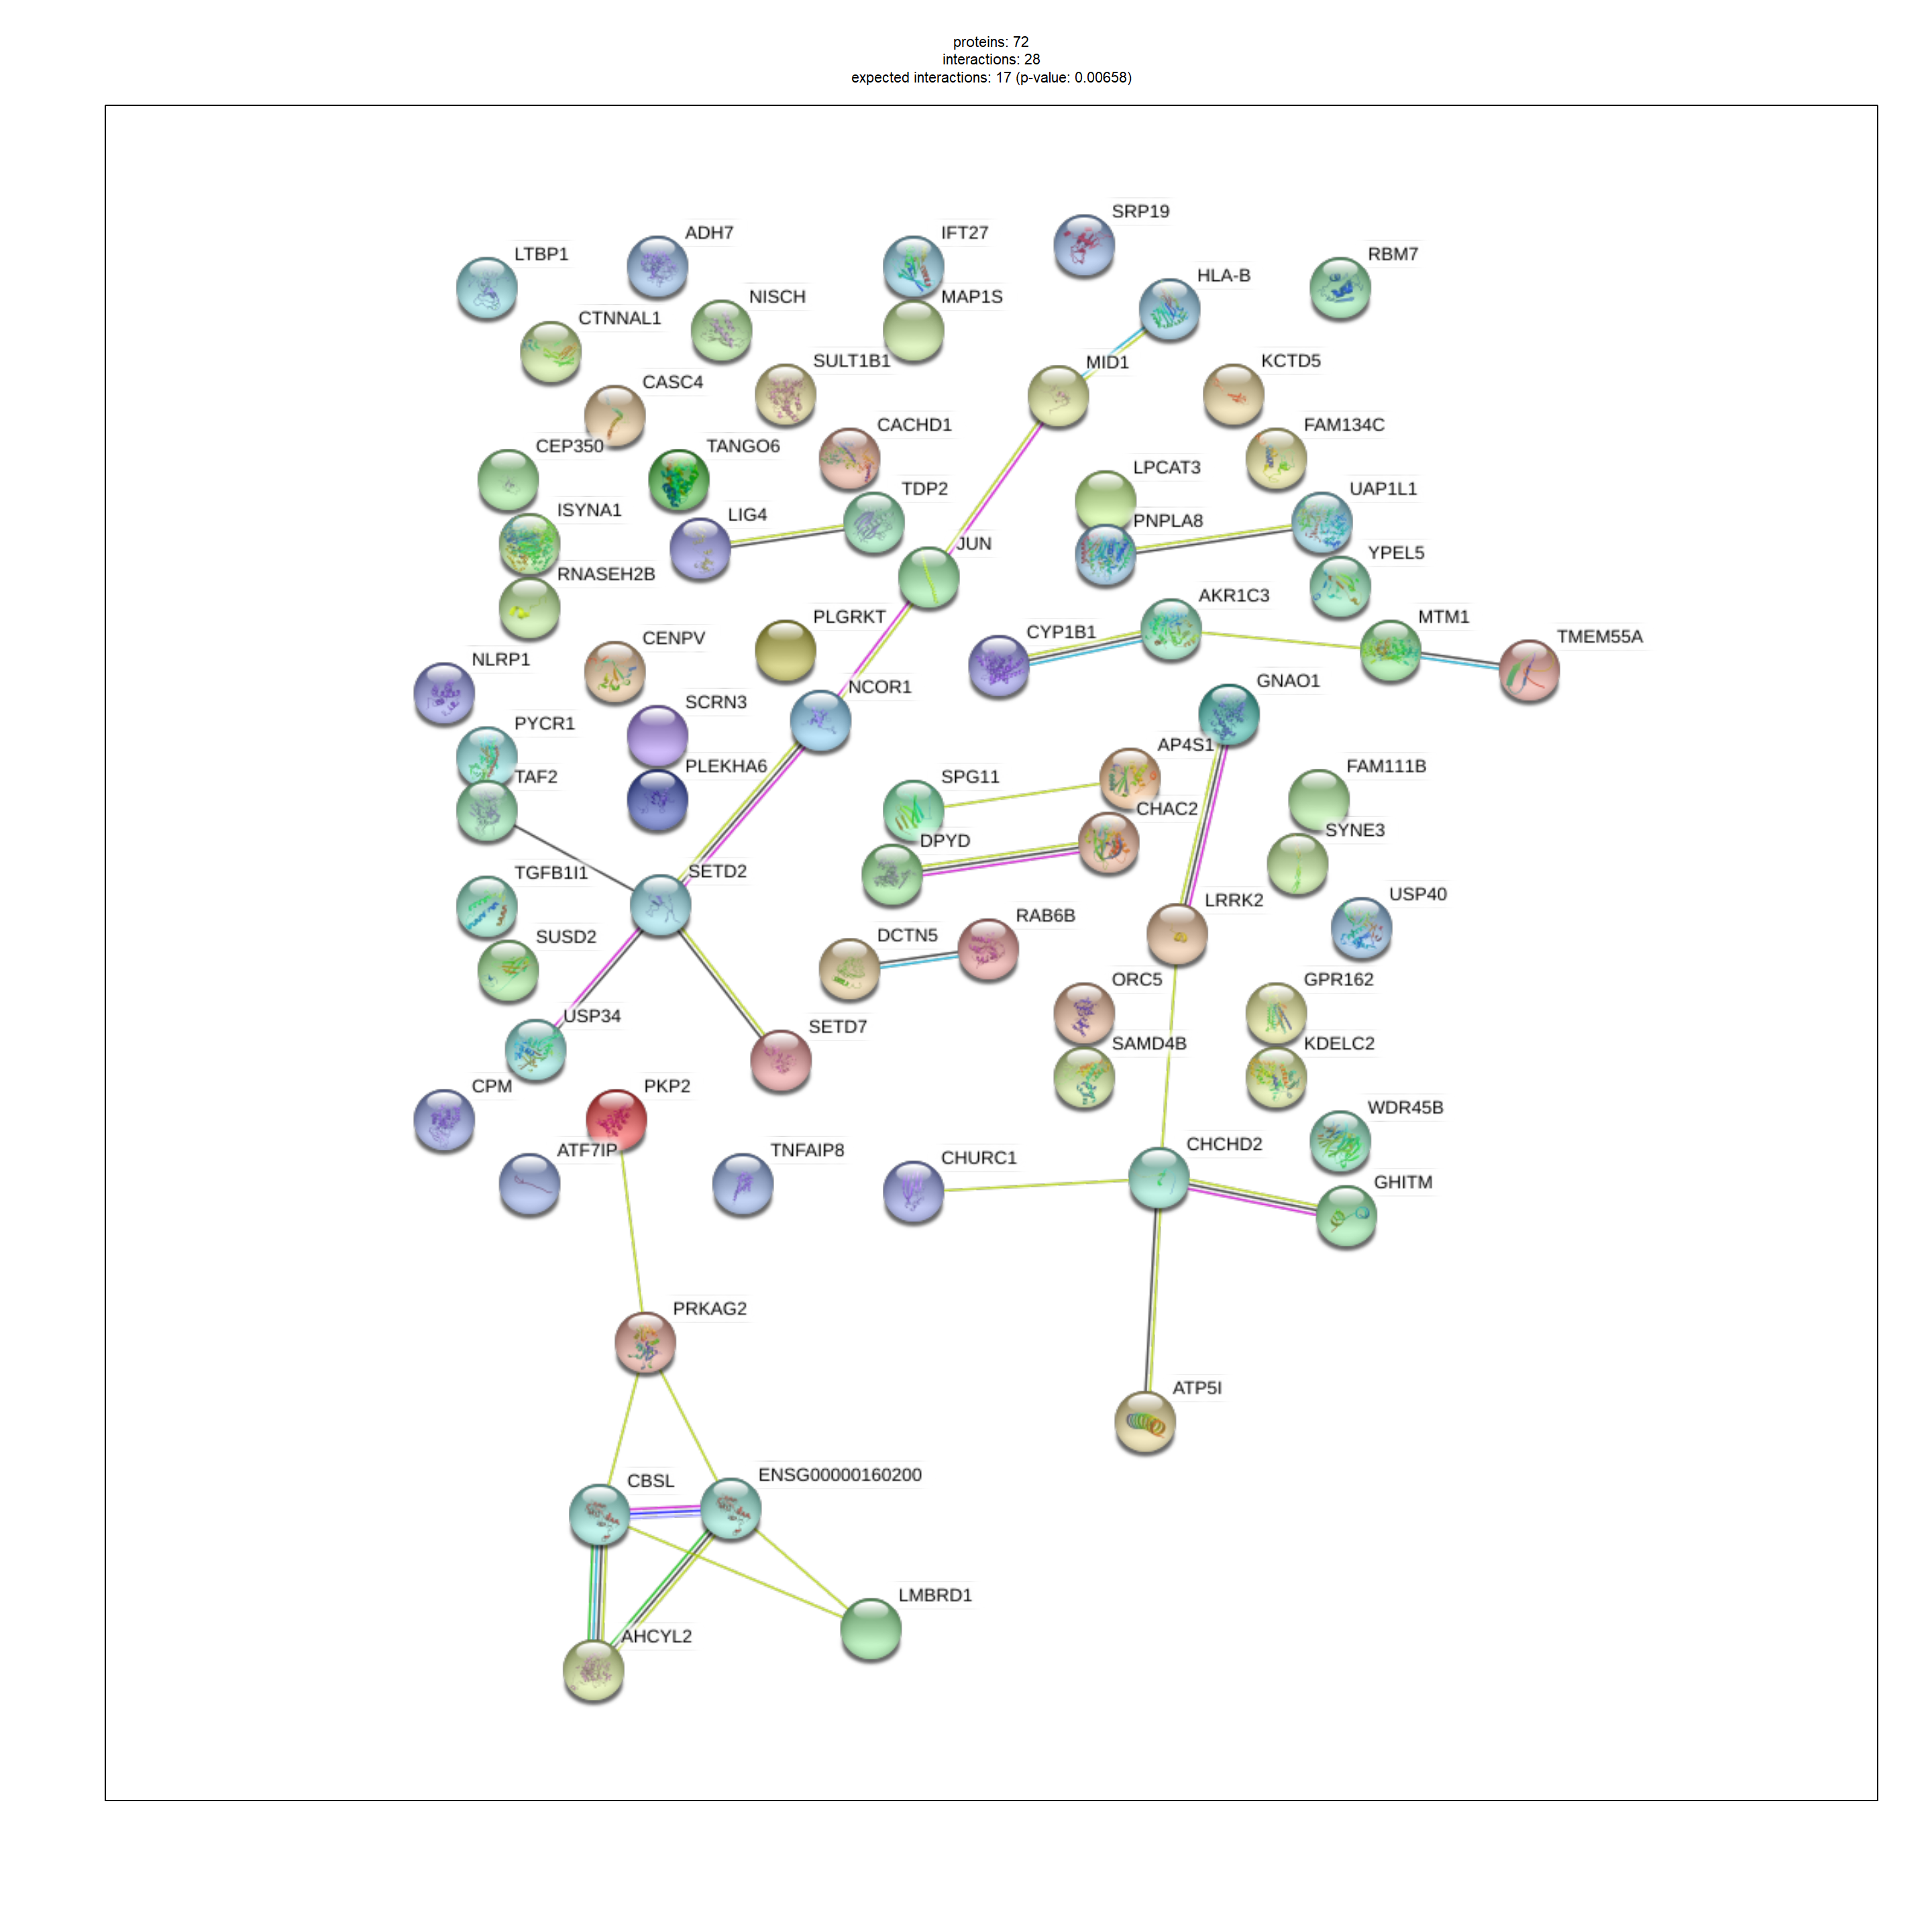 proteins: 72
interactions: 28
expected interactions: 17 (p-value: 0.00658)
SRP19
ADH7
IFT27
LTBP1
RBM7
HLA-B
NISCH
MAP1S
CTNNAL1
SULT1B1
MID1
KCTD5
CASC4
CACHD1
FAM134C
CEP350
TANGO6
LPCAT3
TDP2
UAP1L1
ISYNA1
LIG4
PNPLA8
JUN
YPEL5
RNASEH2B
AKR1C3
PLGRKT
MTM1
CENPV
CYP1B1
TMEM55A
NLRP1
NCOR1
GNAO1
SCRN3
PYCR1
AP4S1
PLEKHA6
FAM111B
TAF2
SPG11
CHAC2
SYNE3
DPYD
TGFB1I1
SETD2
USP40
LRRK2
RAB6B
SUSD2
DCTN5
ORC5
GPR162
USP34
SETD7
SAMD4B
KDELC2
CPM
PKP2
WDR45B
ATF7IP
TNFAIP8
CHURC1
CHCHD2
GHITM
PRKAG2
ATP5I
CBSL
ENSG00000160200
LMBRD1
AHCYL2